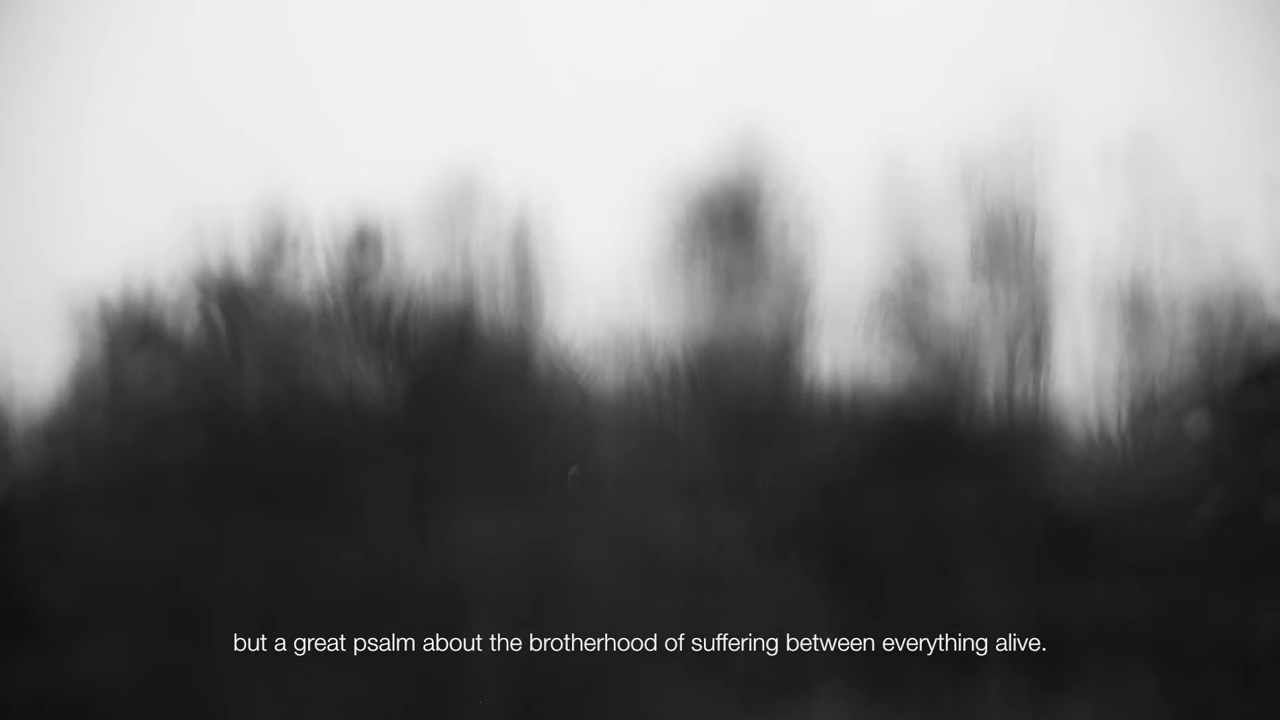 but a great psalm about the brotherhood of suffering between everything alive.